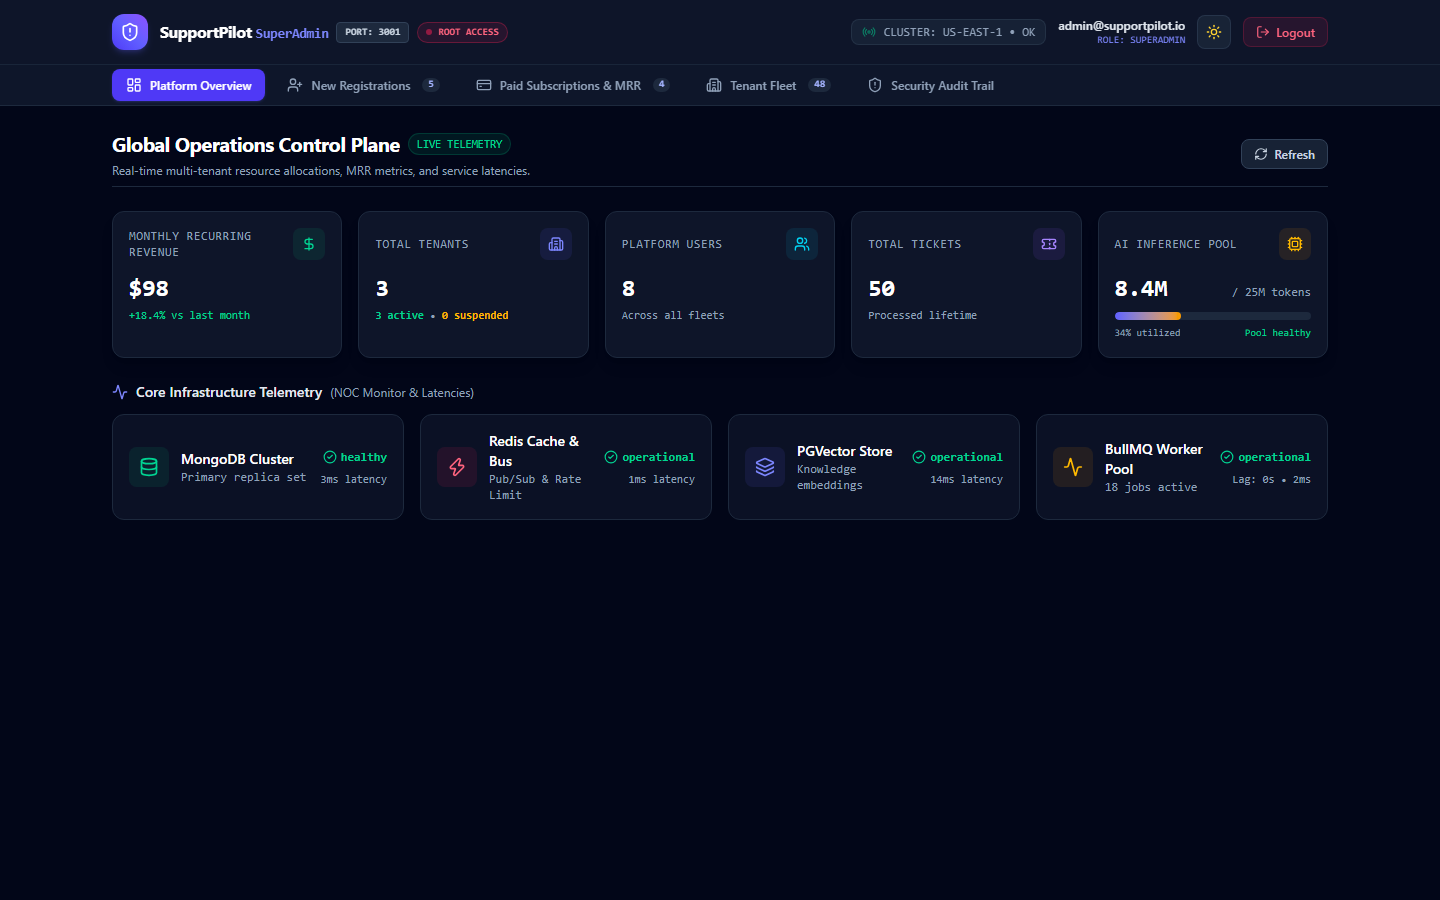 SupportPilot SuperAdmin PORT: 3001 ROOT ACCESS CLUSTER: US-EAST-1 • OK admin@supportpilot.io Logout
ROLE: SUPERADMIN
Platform Overview New Registrations 5 Paid Subscriptions & MRR 4 Tenant Fleet 48 Security Audit Trail
Global Operations Control Plane LIVE TELEMETRY
Real-time multi-tenant resource allocations, MRR metrics, and service latencies.
Refresh
MONTHLY RECURRING
REVENUE
$98
+18.4% vs last month
TOTAL TENANTS
3
3 active • 0 suspended
PLATFORM USERS
8
Across all fleets
TOTAL TICKETS
50
Processed lifetime
AI INFERENCE POOL
8.4M / 25M tokens
34% utilized Pool healthy
Core Infrastructure Telemetry (NOC Monitor & Latencies)
MongoDB Cluster healthy
Primary replica set 3ms latency
Redis Cache &
Bus
operational
Pub/Sub & Rate
Limit
1ms latency
PGVector Store operational
Knowledge
embeddings
14ms latency
BullMQ Worker
Pool
operational
18 jobs active Lag: 0s • 2ms